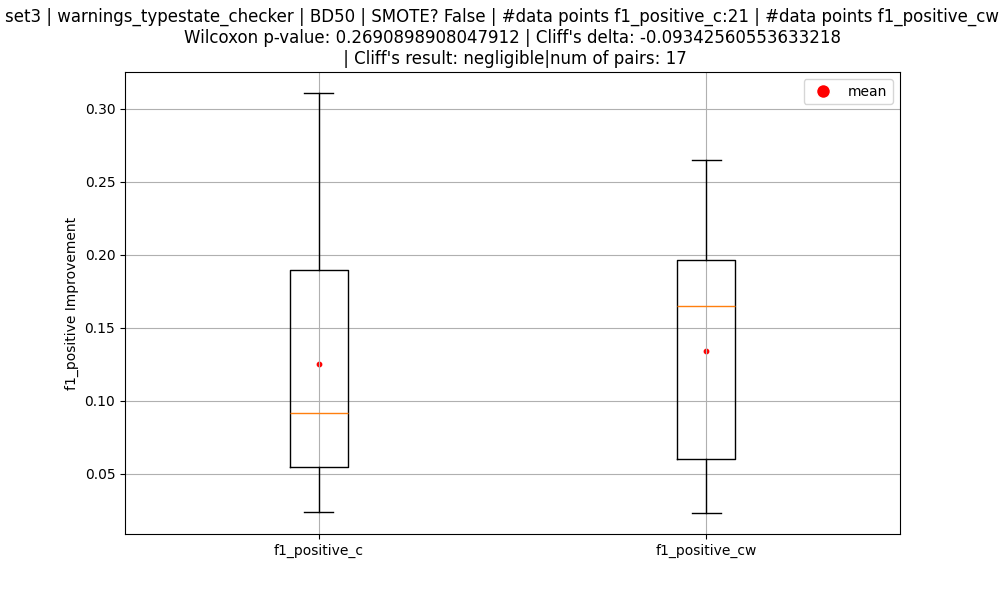 set3 | warnings_typestate_checker | BD50 | SMOTE? False | #data points f1_positive_c:21 | #data points f1_positive_cw
Wilcoxon p-value: 0.2690898908047912 | Cliff's delta: -0.09342560553633218
| Cliff's result: negligible|num of pairs: 17
mean
0.30
0.25
0.20
0.15
0.10
0.05
f1_positive Improvement
f1_positive_c
f1_positive_cw